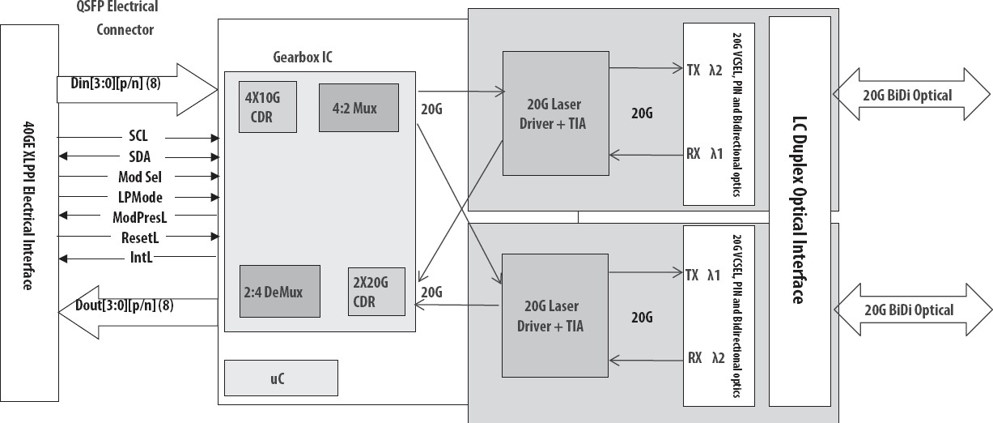 QSFP Electrical
Connector
40GE XLPPI Electrical Interface
Din[3:0][p/n] (8)
SCL
SDA
Mod Sel
LPMode
ModPresL
ResetL
IntL
Dout[3:0][p/n] (8)
Gearbox IC
4X10G
CDR
4:2 Mux
2:4 DeMux
2X20G
CDR
uC
20G
20G
20G Laser
Driver + TIA
20G
TX λ2
RX λ1
20G VCSEL, PIN and Bidirectional optics
20G Laser
Driver + TIA
20G
TX λ1
RX λ2
20G VCSEL, PIN and Bidirectional optics
LC Duplex Optical Interface
20G BiDi Optical
20G BiDi Optical